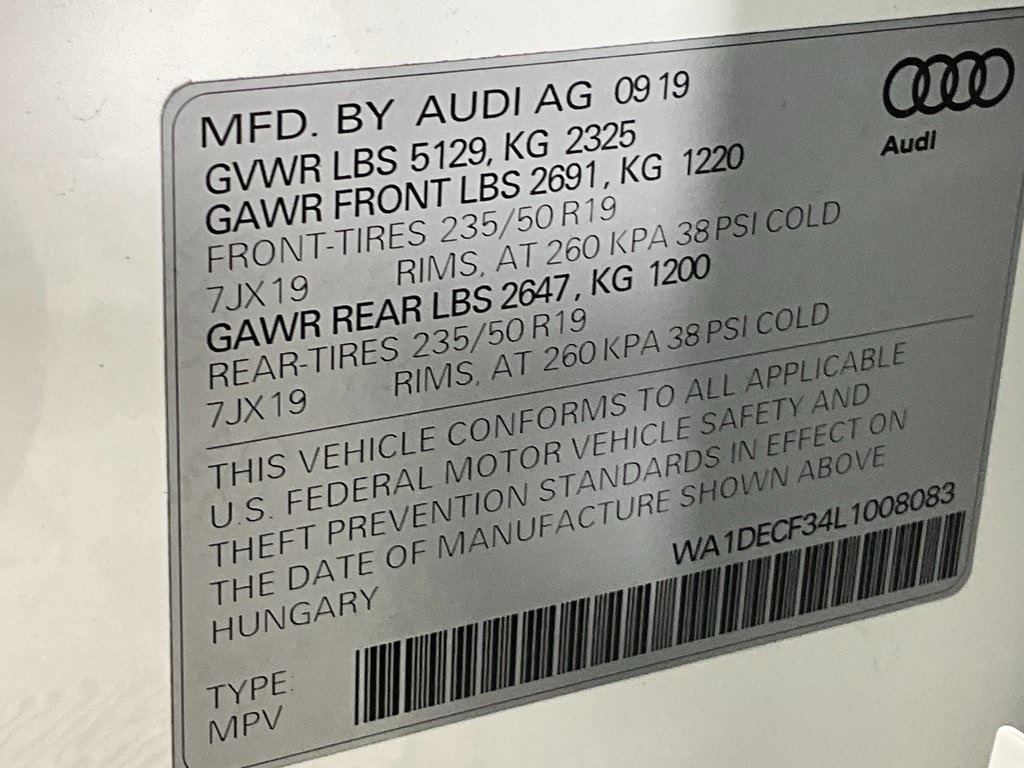 MFD. BY AUDI AG 09 19
Audi
GVWR LBS 5129, KG 2325
GAWR FRONT LBS 2691, KG 1220
FRONT-TIRES 235/50 R19
7JX19 RIMS. AT 260 KPA 38 PSI COLD
GAWR REAR LBS 2647, KG 1200
REAR-TIRES 235/50 R19
7JX19 RIMS. AT 260 KPA 38 PSI COLD
THIS VEHICLE CONFORMS TO ALL APPLICABLE
U.S. FEDERAL MOTOR VEHICLE SAFETY AND
THEFT PREVENTION STANDARDS IN EFFECT ON
THE DATE OF MANUFACTURE SHOWN ABOVE
HUNGARY
WA1DECF34L1008083
TYPE:
MPV